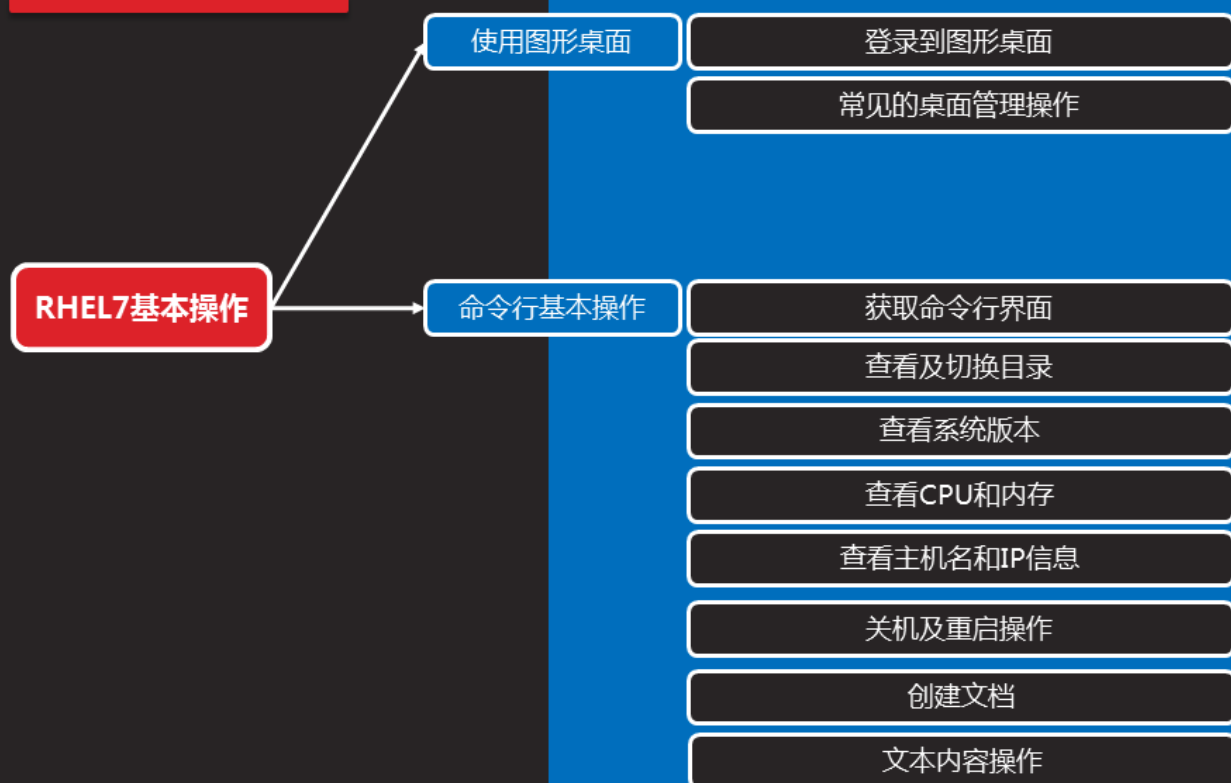 使用图形桌面
登录到图形桌面
常见的桌面管理操作
RHEL7基本操作
命令行基本操作
获取命令行界面
查看及切换目录
查看系统版本
查看CPU和内存
查看主机名和IP信息
关机及重启操作
创建文档
文本内容操作